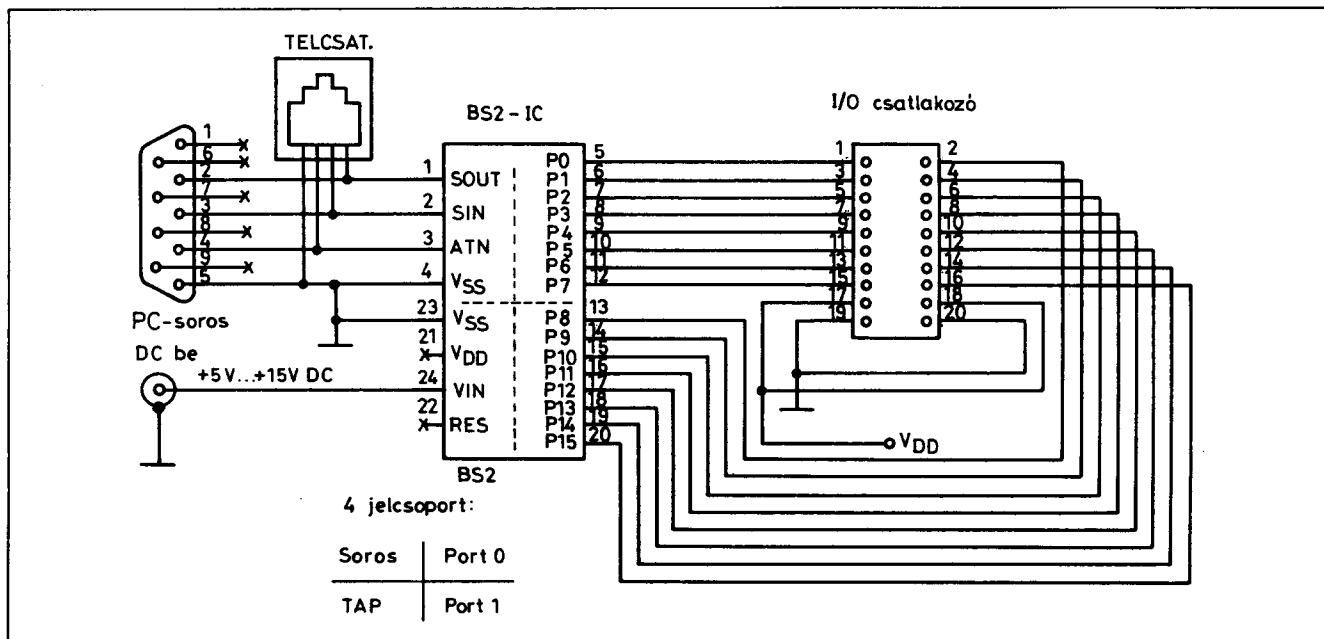 TELCSAT.
BS2-IC
I/O csatlakozó
1
6
2
7
3
8
4
9
5
PC-soros
DC be
+5V...+15V DC
1 SOUT
2 SIN
3 ATN
4 VSS
23 VSS
21 VDD
24 VIN
22 RES
P0 5
P1 6
P2 7
P3 8
P4 9
P5 10
P6 11
P7 12
P8 13
P9 14
P10 15
P11 16
P12 17
P13 18
P14 19
P15 20
BS2
1 2
3 4
5 6
7 8
9 10
11 12
13 14
15 16
17 18
19 20
VDD
4 jelcsoport:
Soros Port 0
TAP Port 1